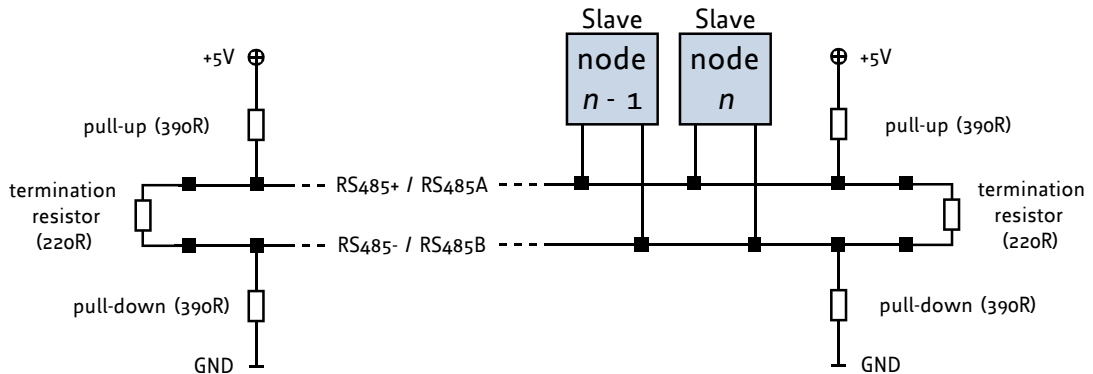 Slave
Slave
+5V
node
n - 1
node
n
+5V
pull-up (390R)
pull-up (390R)
termination
resistor
(220R)
RS485+ / RS485A
termination
resistor
(220R)
RS485- / RS485B
pull-down (390R)
pull-down (390R)
GND
GND